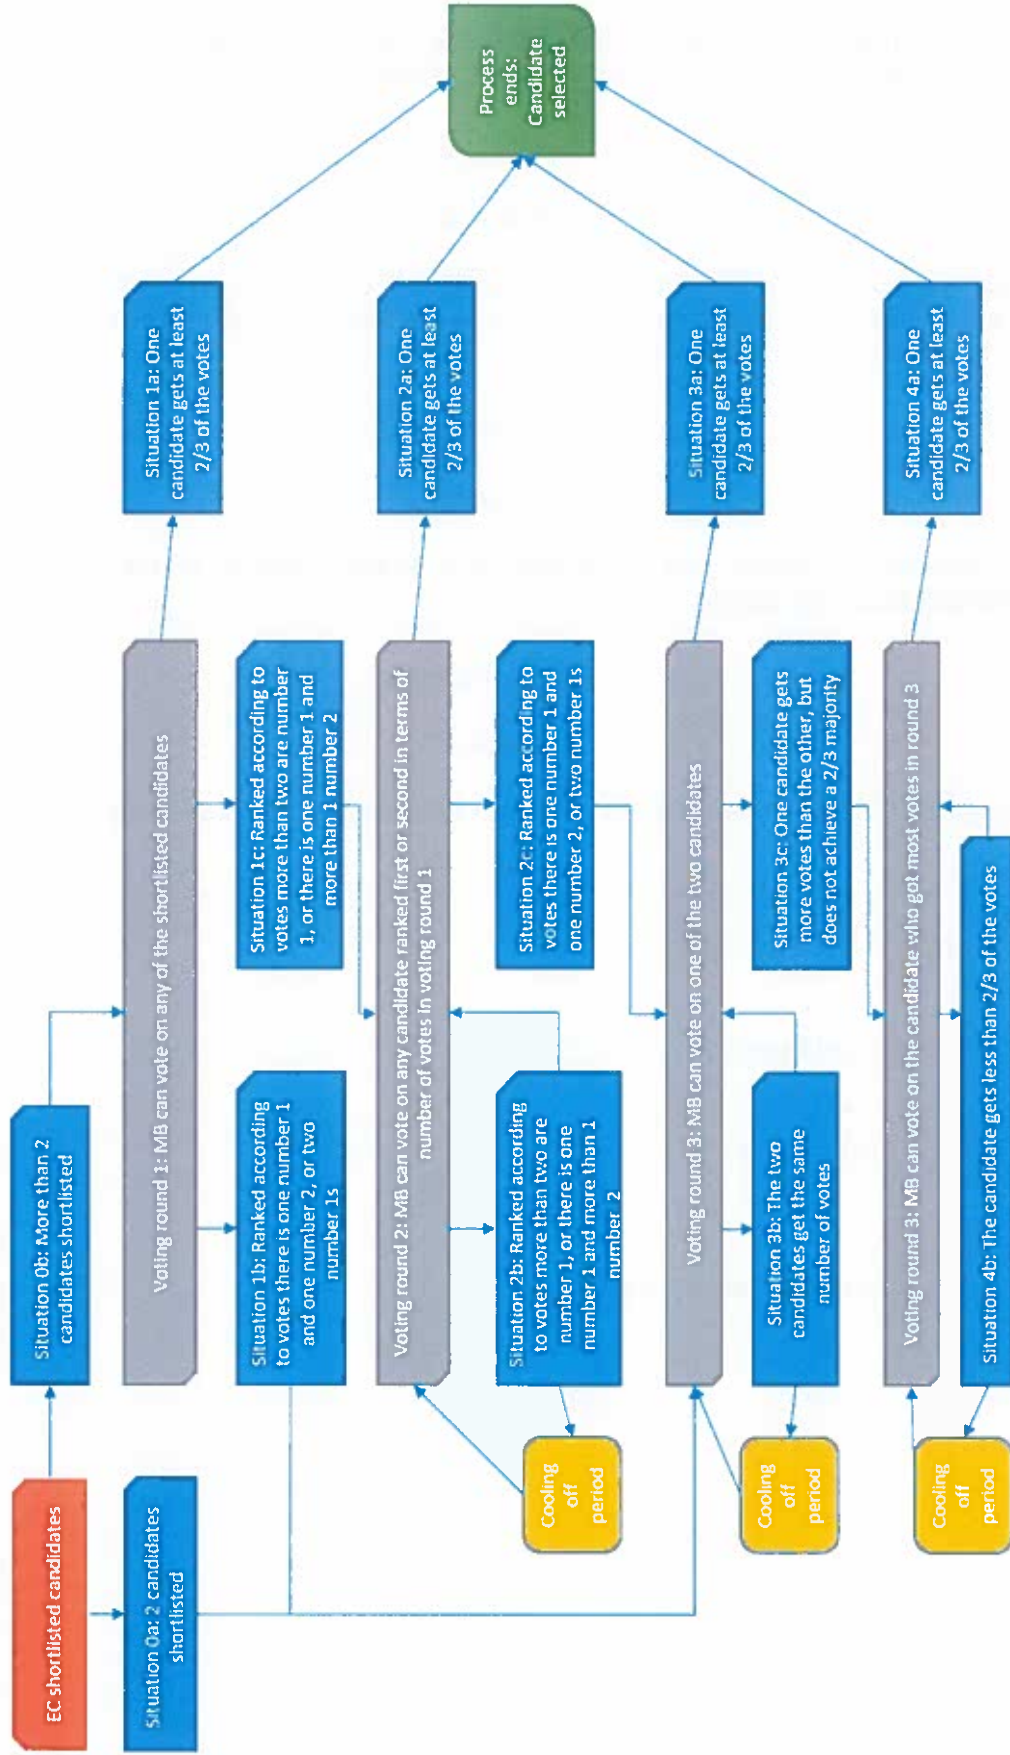 EC shortlisted candidates
Situation 0a: 2 candidates
shortlisted
Situation 0b: More than 2
candidates shortlisted
Voting round 1: MB can vote on any of the shortlisted candidates
Situation 1a: One
candidate gets at least
2/3 of the votes
Situation 1b: Ranked according
to votes there is one number 1
and one number 2, or two
number 1s
Situation 1c: Ranked according to
votes more than two are number
1, or there is one number 1 and
more than 1 number 2
Voting round 2: MB can vote on any candidate ranked first or second in terms of
number of votes in voting round 1
Situation 2a: One
candidate gets at least
2/3 of the votes
Process
ends:
Candidate
selected
Cooling
off
period
Situation 2b: Ranked according
to votes more than two are
number 1, or there is one
number 1 and more than 1
number 2
Situation 2c: Ranked according to
votes there is one number 1 and
one number 2, or two number 1s
Voting round 3: MB can vote on one of the two candidates
Situation 3a: One
candidate gets at least
2/3 of the votes
Cooling
off
period
Situation 3b: The two
candidates get the same
number of votes
Situation 3c: One candidate gets
more votes than the other, but
does not achieve a 2/3 majority
Voting round 3: MB can vote on the candidate who got most votes in round 3
Situation 4a: One
candidate gets at least
2/3 of the votes
Cooling
off
period
Situation 4b: The candidate gets less than 2/3 of the votes